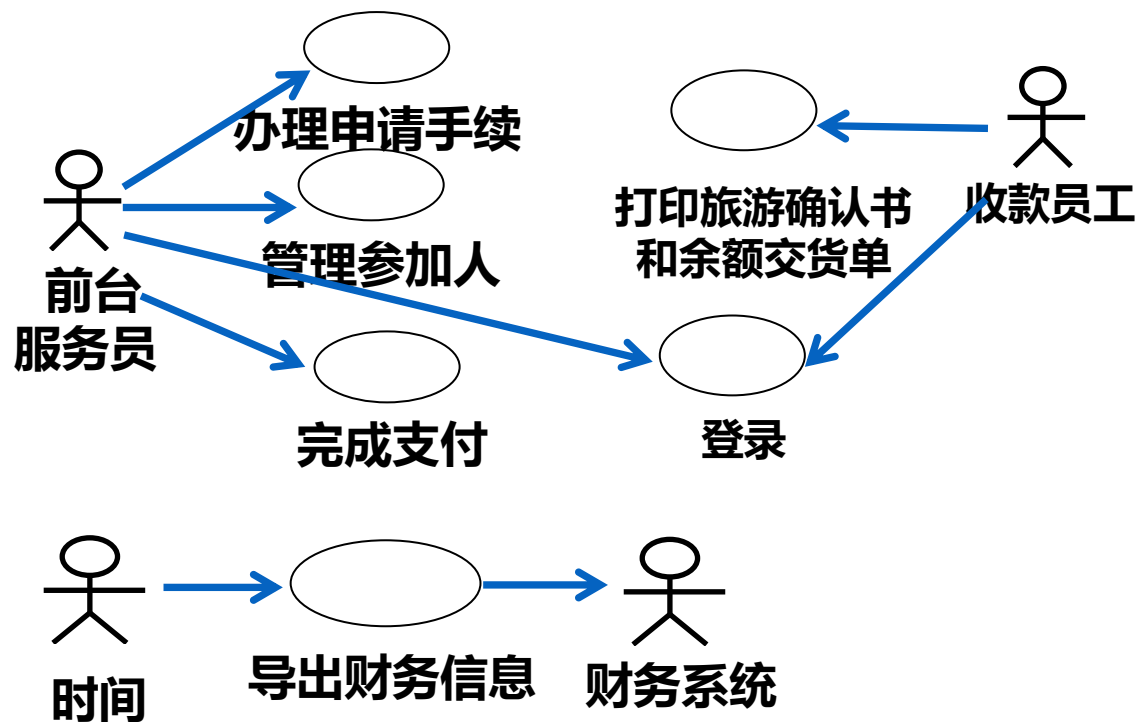 办理申请手续
打印旅游确认书
和余额交货单
收款员工
管理参加人
前台
服务员
完成支付
登录
时间
导出财务信息
财务系统